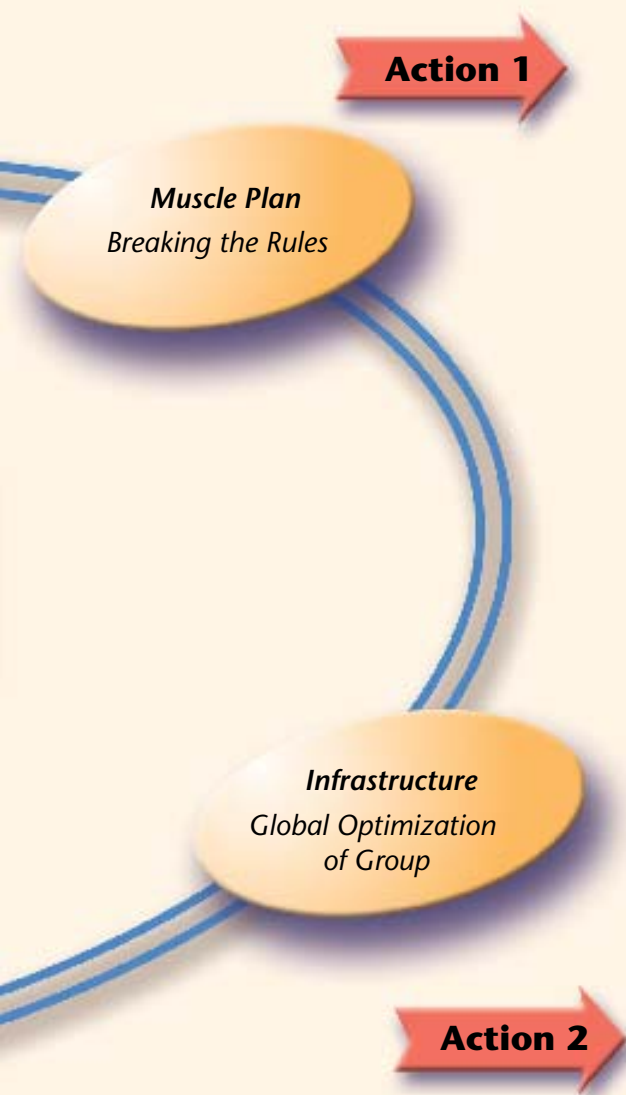 Action 1
Muscle Plan
Breaking the Rules
Infrastructure
Global Optimization
of Group
Action 2